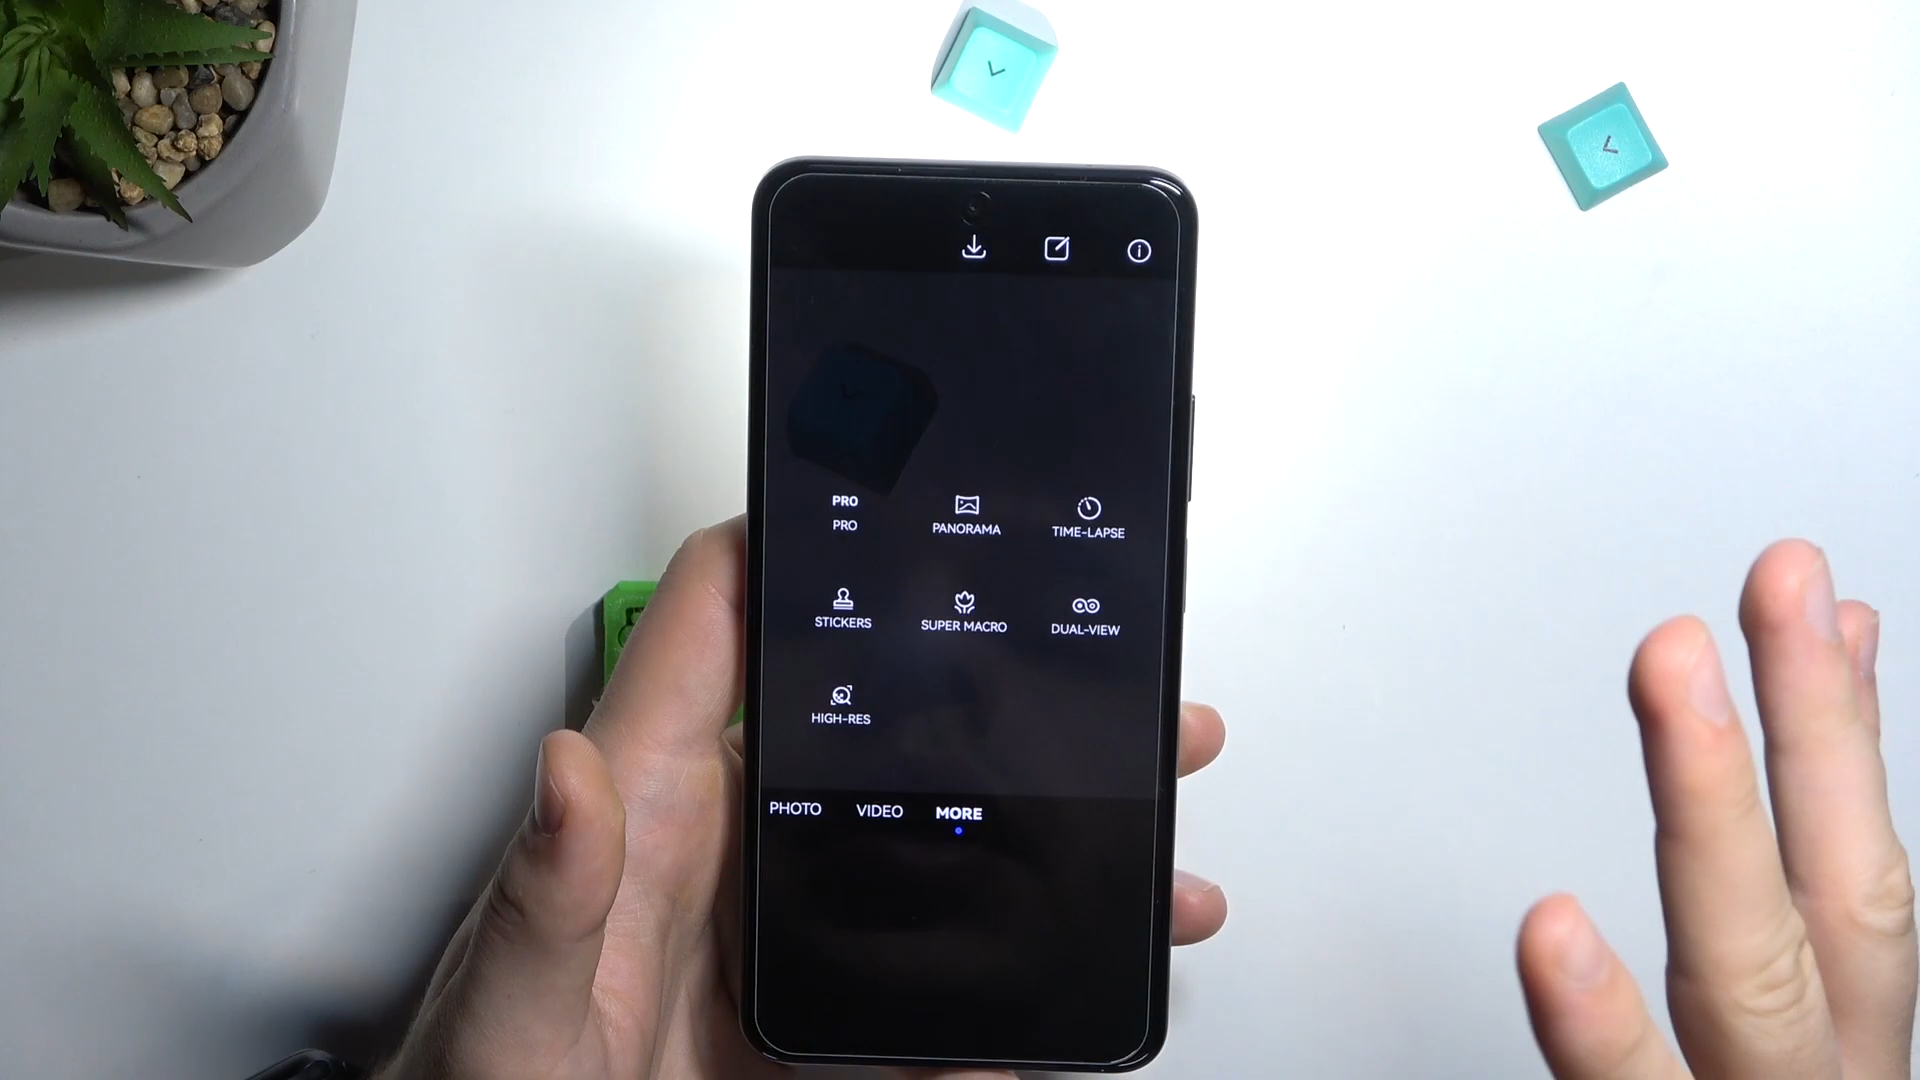 PRO
PRO PANORAMA TIME-LAPSE
STICKERS SUPER MACRO DUAL-VIEW
HIGH-RES
PHOTO VIDEO MORE